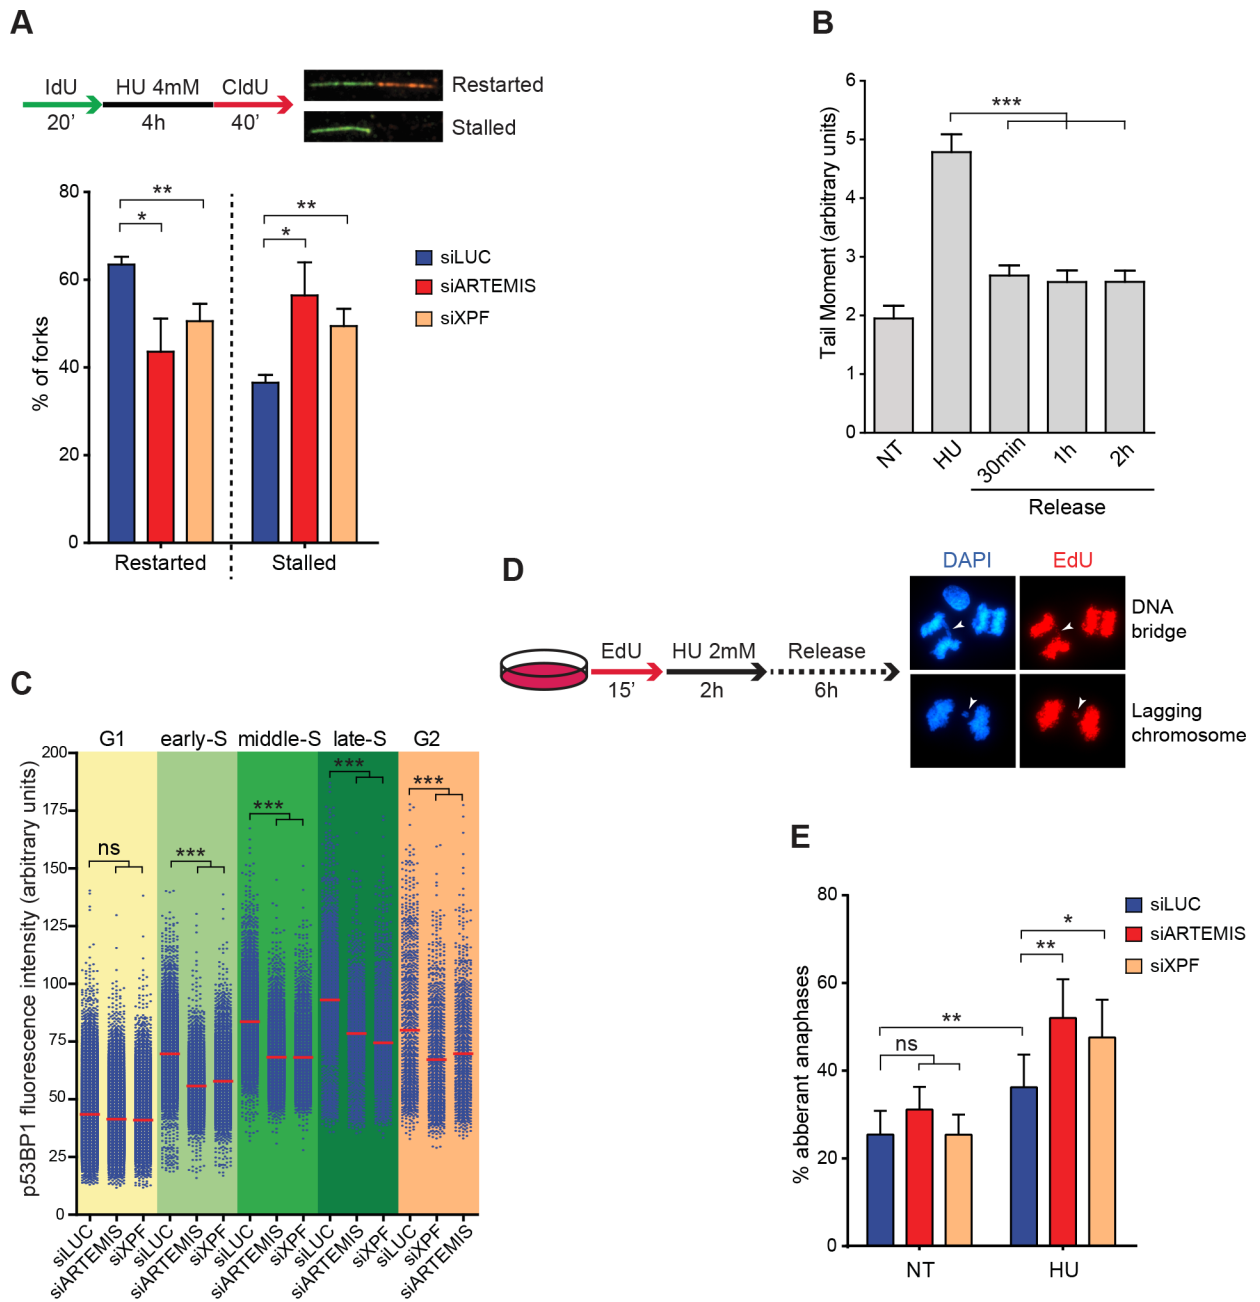 A
IdU HU 4mM CldU
20' 4h 40'
Restarted
Stalled
80
60
40
20
0
% of forks
** *
** *
Restarted Stalled
siLUC
siARTEMIS
siXPF
B
6
5
4
3
2
1
0
Tail Moment (arbitrary units)
***
NT HU 30min 1h 2h
Release
C
G1 early-S middle-S late-S G2
200
175
150
125
100
75
50
25
0
p53BP1 fluorescence intensity (arbitrary units)
ns *** *** *** ***
siLUC siARTEMIS siXPF siLUC siARTEMIS siXPF siLUC siARTEMIS siXPF siLUC siARTEMIS siXPF siLUC siXPF siARTEMIS
D
EdU HU 2mM Release
15' 2h 6h
DAPI EdU
DNA
bridge
Lagging
chromosome
E
80
60
40
20
0
% abberant anaphases
ns ** ** *
NT HU
siLUC
siARTEMIS
siXPF